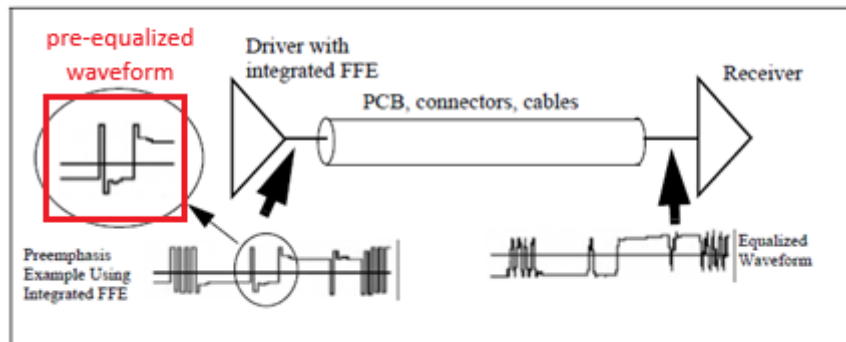 pre-equalized
waveform
Driver with
integrated FFE
Receiver
PCB, connectors, cables
Preemphasis
Example Using
Integrated FFE
Equalized
Waveform